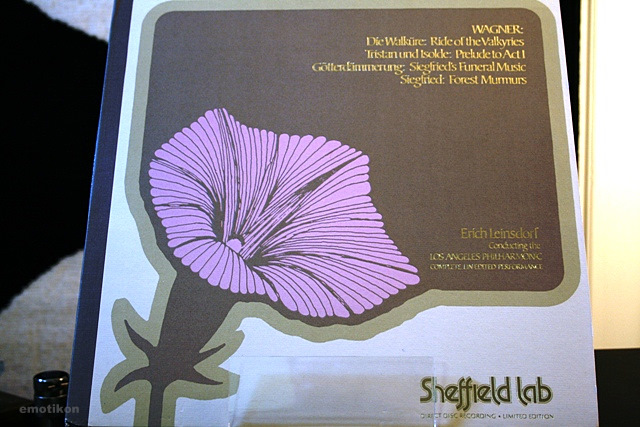 WAGNER:
Die Walküre: Ride of the Valkyries
Tristan und Isolde: Prelude to Act I
Götterdämmerung: Siegfried's Funeral Music
Siegfried: Forest Murmurs
Erich Leinsdorf
Conducting the
LOS ANGELES PHILHARMONIC
COMPLETE UNEDITED PERFORMANCE
Sheffield lab
DIRECT DISC RECORDING • LIMITED EDITION
emotikon